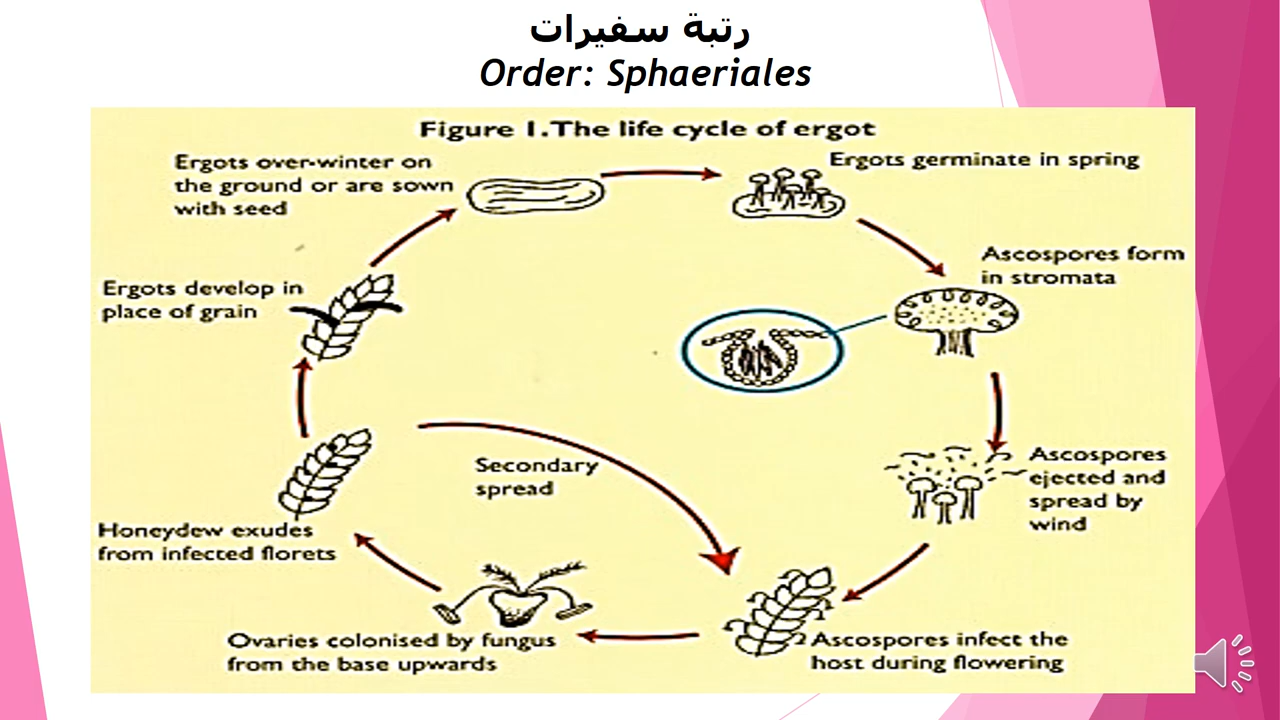 رتبة سفيرات
Order: Sphaeriales
Figure 1.The life cycle of ergot
Ergots over-winter on
the ground or are sown
with seed
Ergots germinate in spring
Ascospores form
in stromata
Ascospores
ejected and
spread by
wind
Ascospores infect the
host during flowering
Ovaries colonised by fungus
from the base upwards
Honeydew exudes
from infected florets
Secondary
spread
Ergots develop in
place of grain